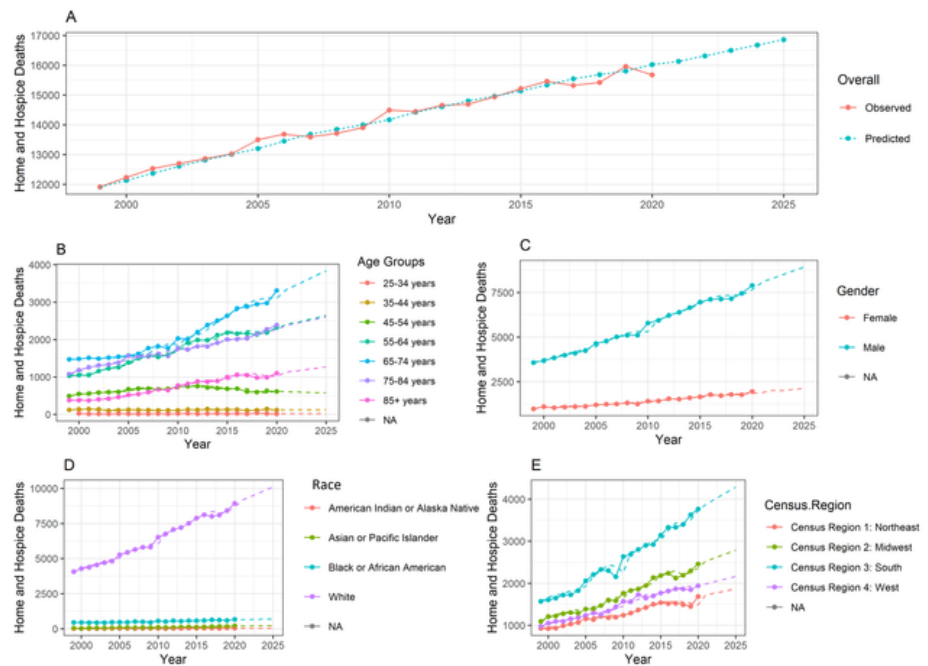 A
Home and Hospice Deaths
17000
16000
15000
14000
13000
12000
2000
2005
2010
2015
2020
2025
Year
Overall
Observed
Predicted
B
Home and Hospice Deaths
4000
3000
2000
1000
0
2000
2005
2010
2015
2020
2025
Year
Age Groups
25-34 years
35-44 years
45-54 years
55-64 years
65-74 years
75-84 years
85+ years
NA
C
Home and Hospice Deaths
7500
5000
2500
2000
2005
2010
2015
2020
2025
Year
Gender
Female
Male
NA
D
Home and Hospice Deaths
10000
7500
5000
2500
0
2000
2005
2010
2015
2020
2025
Year
Race
American Indian or Alaska Native
Asian or Pacific Islander
Black or African American
White
NA
E
Home and Hospice Deaths
4000
3000
2000
1000
2000
2005
2010
2015
2020
2025
Year
Census.Region
Census Region 1: Northeast
Census Region 2: Midwest
Census Region 3: South
Census Region 4: West
NA